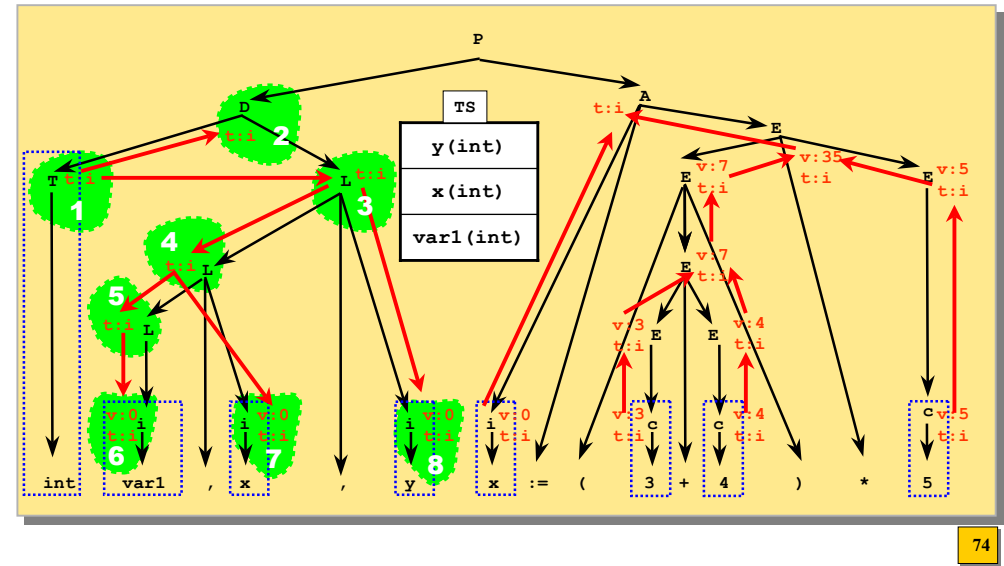 P
D
t:i
2
TS
y(int)
x(int)
var1(int)
A
t:i
E
v:35
t:i
T t:i
1
L t:i
3
E
v:7
t:i
E
v:5
t:i
4
t:i L
E
v:7
t:i
5
t:i L
v:3
t:i
E
E
v:4
t:i
v:0
t:i
i
6
i
v:0
t:i
7
i
v:0
t:i
8
i
v:0
t:i
v:3
t:i
c
c
v:4
t:i
c
v:5
t:i
int var1 , x , y x := ( 3 + 4 ) * 5
74